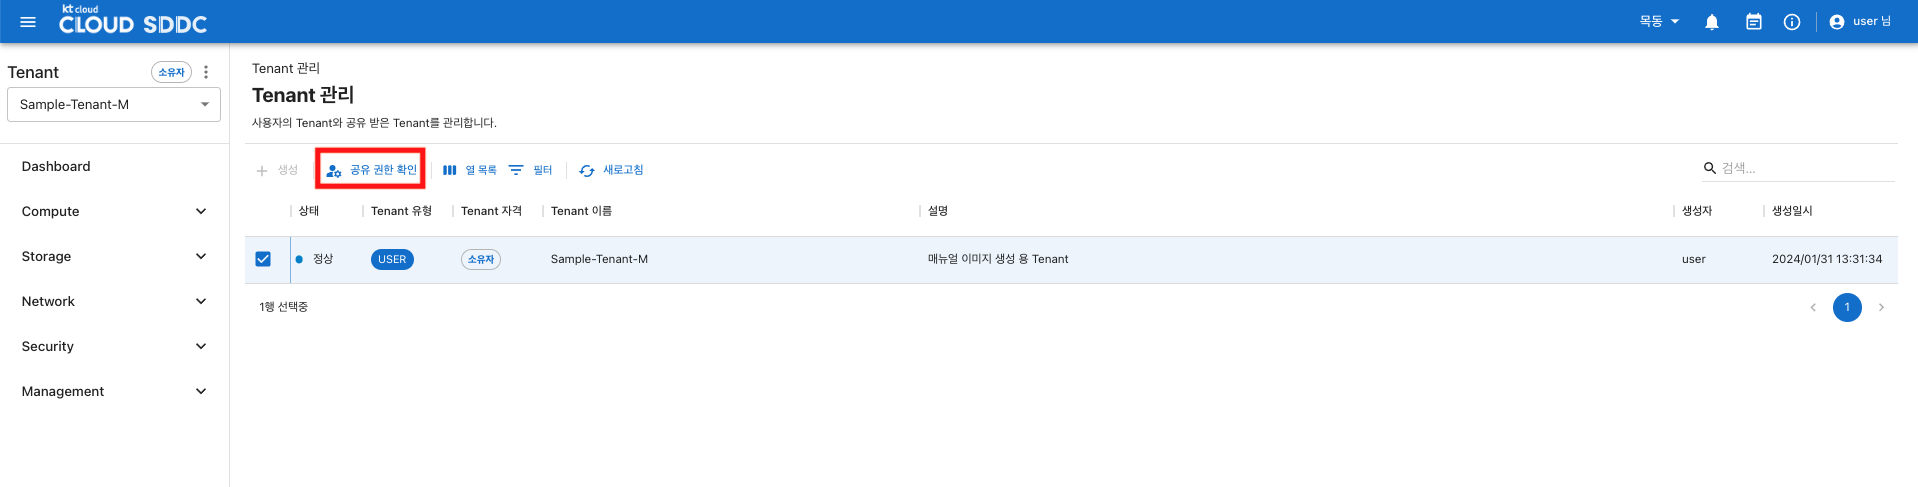 kt cloud
CLOUD SDDC
목동
user 님
Tenant
소유자
Sample-Tenant-M
Dashboard
Compute
Storage
Network
Security
Management
Tenant 관리
Tenant 관리
사용자의 Tenant와 공유 받은 Tenant를 관리합니다.
생성 공유 권한 확인 열 목록 필터 새로고침 검색...
상태 Tenant 유형 Tenant 자격 Tenant 이름 설명 생성자 생성일시
정상 USER 소유자 Sample-Tenant-M 매뉴얼 이미지 생성 용 Tenant user 2024/01/31 13:31:34
1행 선택중
1